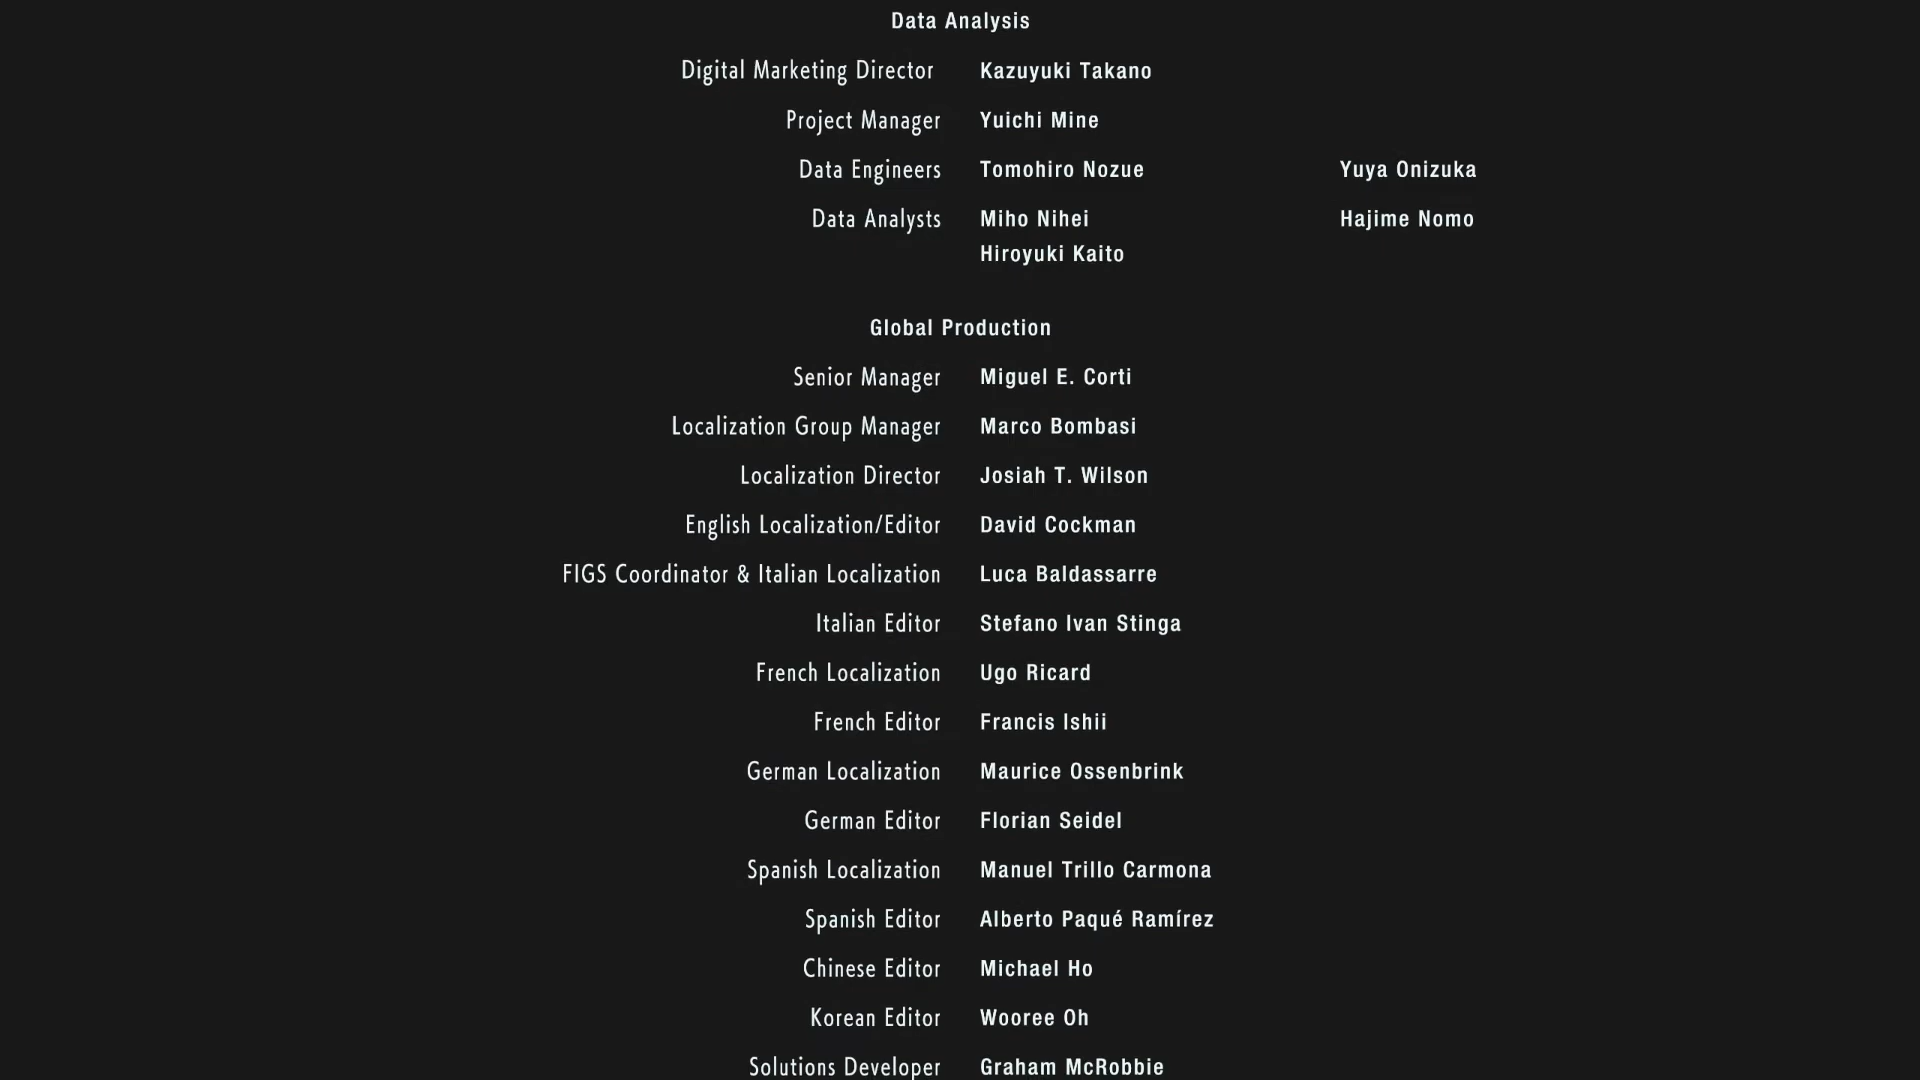 Data Analysis
Digital Marketing Director Kazuyuki Takano
Project Manager Yuichi Mine
Data Engineers Tomohiro Nozue Yuya Onizuka
Data Analysts Miho Nihei Hajime Nomo
Hiroyuki Kaito
Global Production
Senior Manager Miguel E. Corti
Localization Group Manager Marco Bombasi
Localization Director Josiah T. Wilson
English Localization/Editor David Cockman
FIGS Coordinator & Italian Localization Luca Baldassarre
Italian Editor Stefano Ivan Stinga
French Localization Ugo Ricard
French Editor Francis Ishii
German Localization Maurice Ossenbrink
German Editor Florian Seidel
Spanish Localization Manuel Trillo Carmona
Spanish Editor Alberto Paqué Ramírez
Chinese Editor Michael Ho
Korean Editor Wooree Oh
Solutions Developer Graham McRobbie